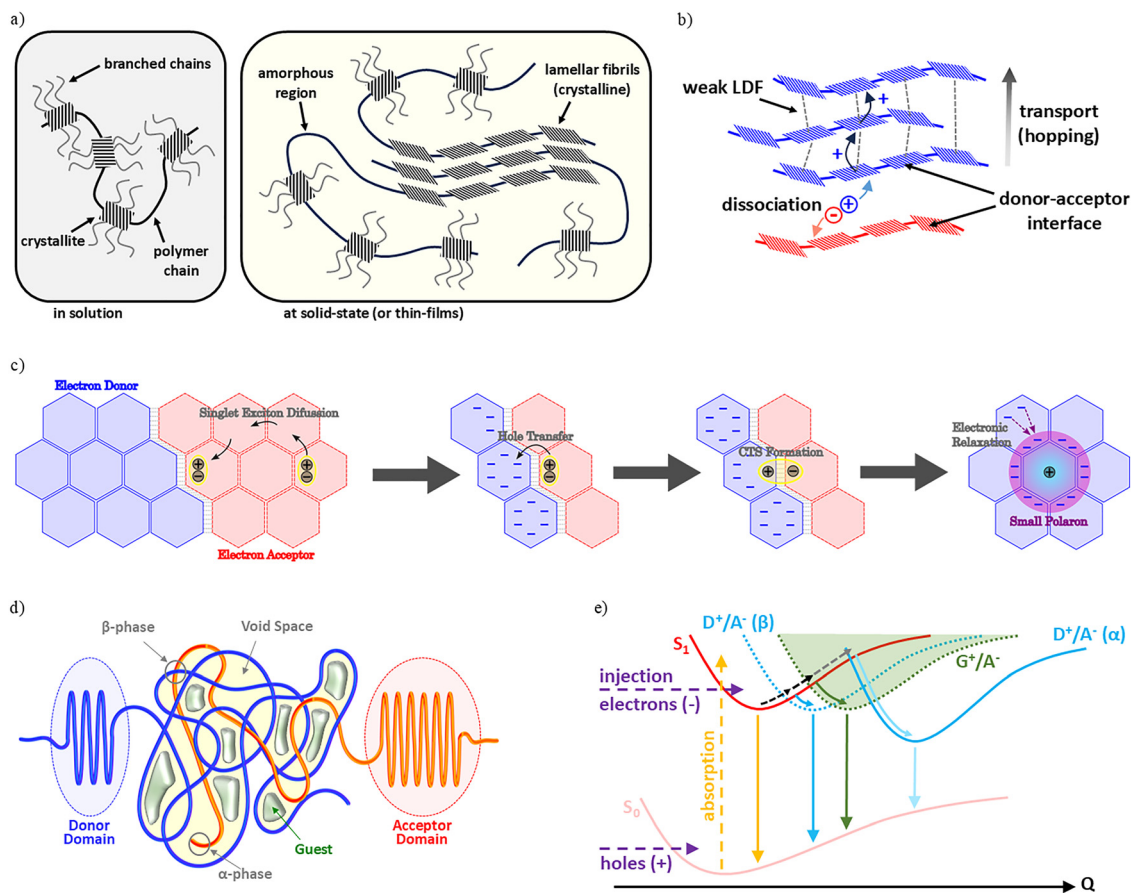 a)
branched chains
crystallite
polymer
chain
in solution
amorphous
region
lamellar fibrils
(crystalline)
at solid-state (or thin-films)
b)
weak LDF
+
+
transport
(hopping)
dissociation
- +
donor-acceptor
interface
c)
Electron Donor
Singlet Exciton Difussion
Electron Acceptor
Hole Transfer
CTS Formation
Electronic
Relaxation
Small Polaron
d)
β-phase
Void Space
Donor
Domain
Guest
α-phase
Acceptor
Domain
e)
S1
D+/A- (β)
D+/A- (α)
G+/A-
injection
electrons (-)
absorption
S0
holes (+)
Q